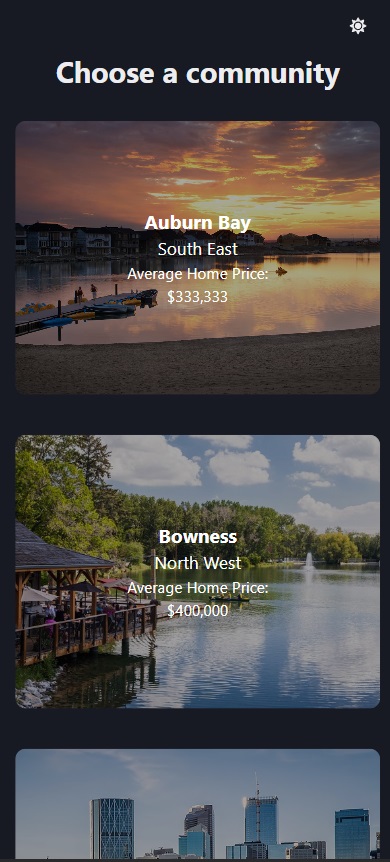 Choose a community
Auburn Bay
South East
Average Home Price:
$333,333
Bowness
North West
Average Home Price:
$400,000